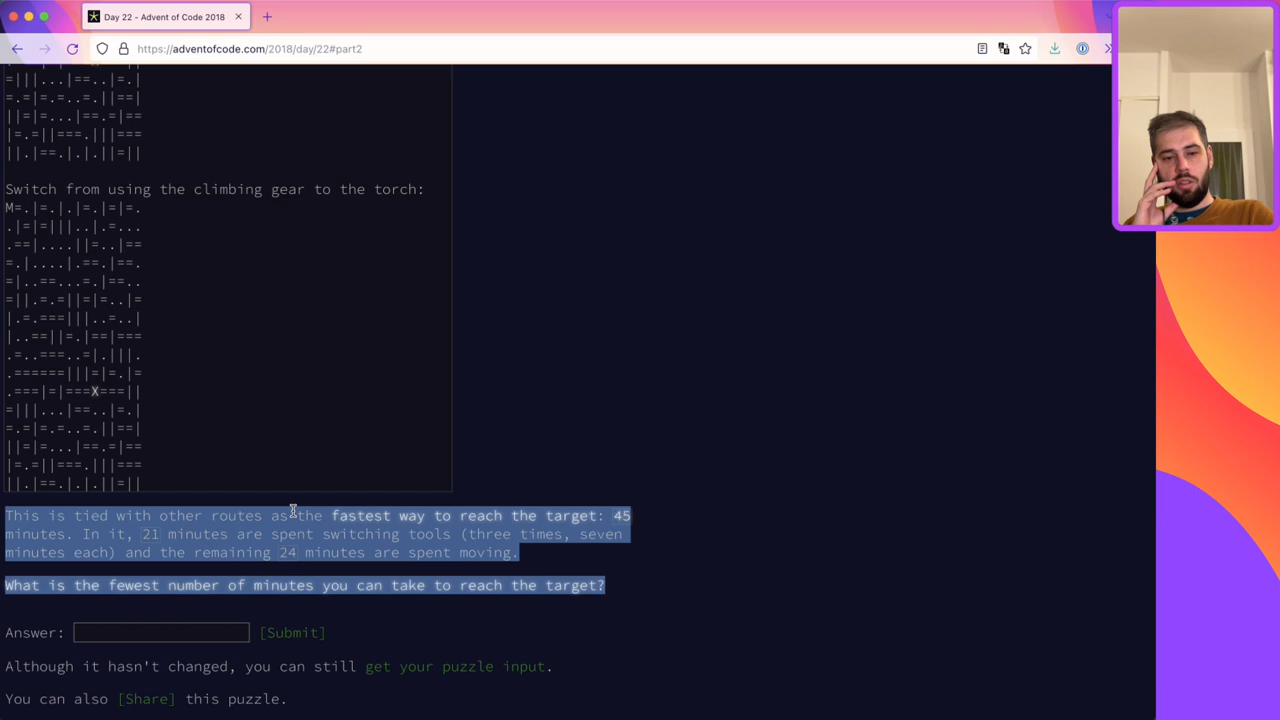 Day 22 - Advent of Code 2018
https://adventofcode.com/2018/day/22#part2
=|||...|==..|=.|
=.=|=.=..=.||==|
||=|=...|==.=|==
|=.=||===.|||===
||.|==.|.|.||=||
Switch from using the climbing gear to the torch:
M=.|=.|.|=.|=|=.
.|=|=|||..|.=...
.==|....||=..|==
=.|....|.==.|==.
=|..==...=.|==..
=||.=.=||=|=..|=
|.=.===|||..=..|
|..==||=.|==|===
.=..===..=|.|||.
.======|||=|=.|=
.===|=|===X===||
=|||...|==..|=.|
=.=|=.=..=.||==|
||=|=...|==.=|==
|=.=||===.|||===
||.|==.|.|.||=||
This is tied with other routes as the fastest way to reach the target: 45
minutes. In it, 21 minutes are spent switching tools (three times, seven
minutes each) and the remaining 24 minutes are spent moving.
What is the fewest number of minutes you can take to reach the target?
Answer: [Submit]
Although it hasn't changed, you can still get your puzzle input.
You can also [Share] this puzzle.